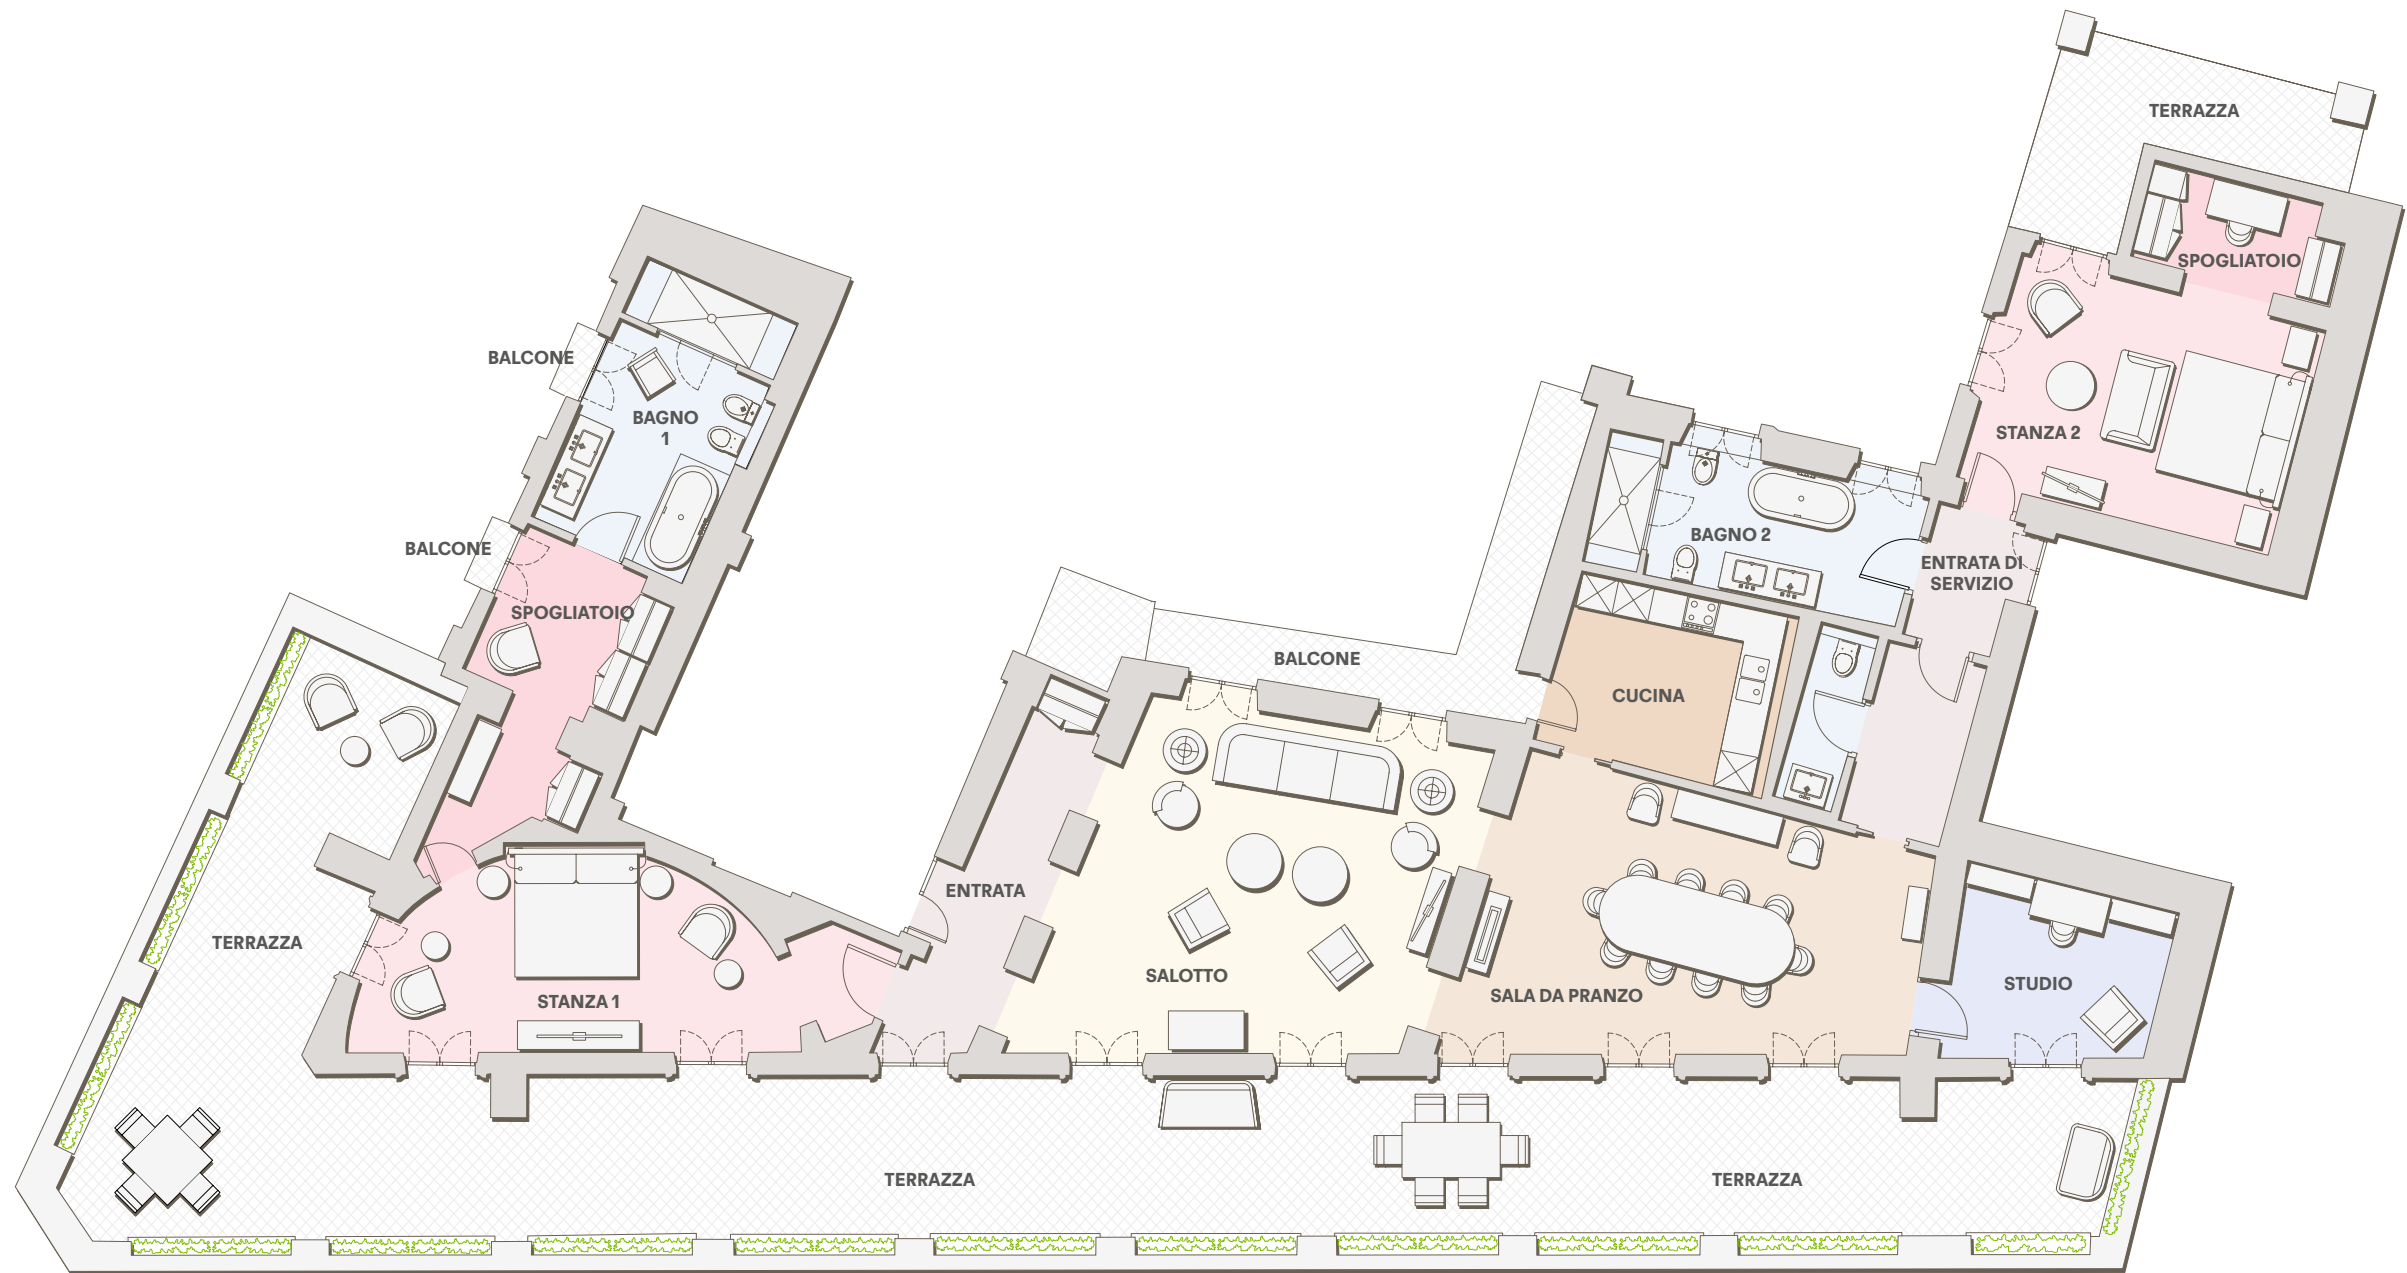 TERRAZZA
SPOGLIATOIO
BALCONE
BAGNO
1
STANZA 2
BAGNO 2
BALCONE
ENTRATA DI
SERVIZIO
SPOGLIATOIO
BALCONE
CUCINA
ENTRATA
TERRAZZA
SALOTTO
STUDIO
SALA DA PRANZO
STANZA 1
TERRAZZA
TERRAZZA